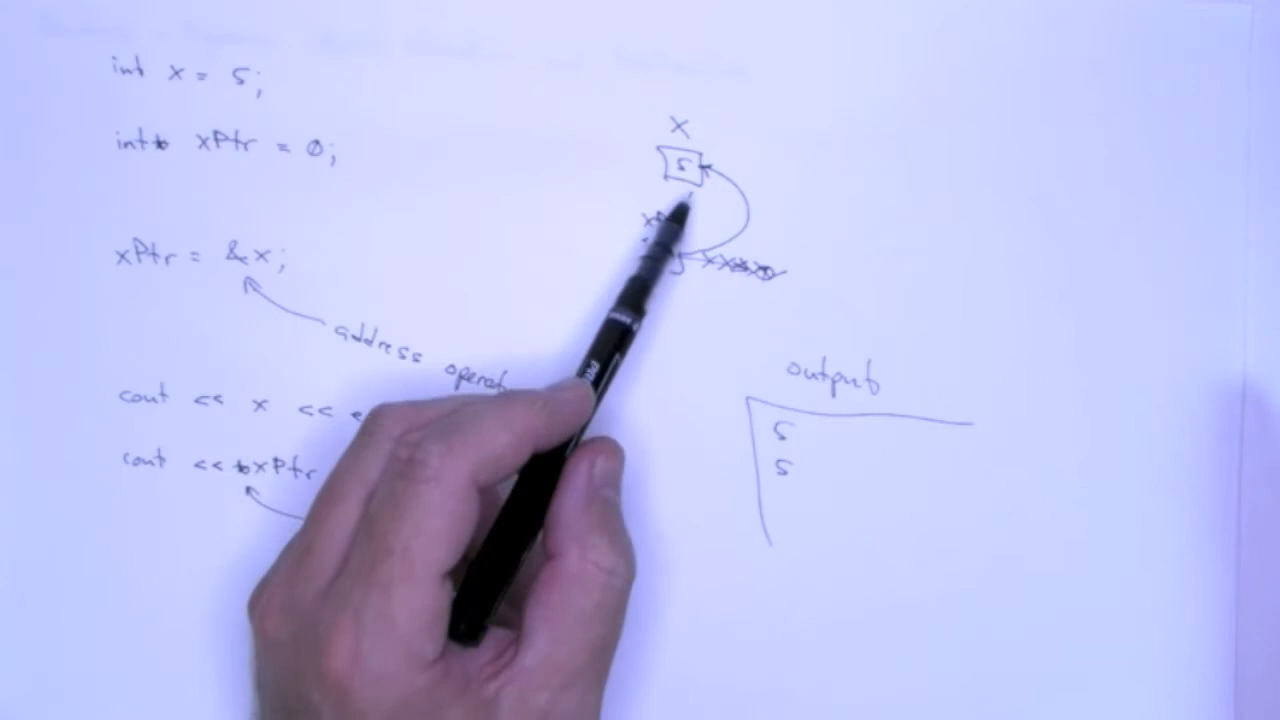 int x = 5;
int* xPtr = 0;
xPtr = &x;
address operat
cout << x <<
cout << *xPtr
X
5
output
5
5